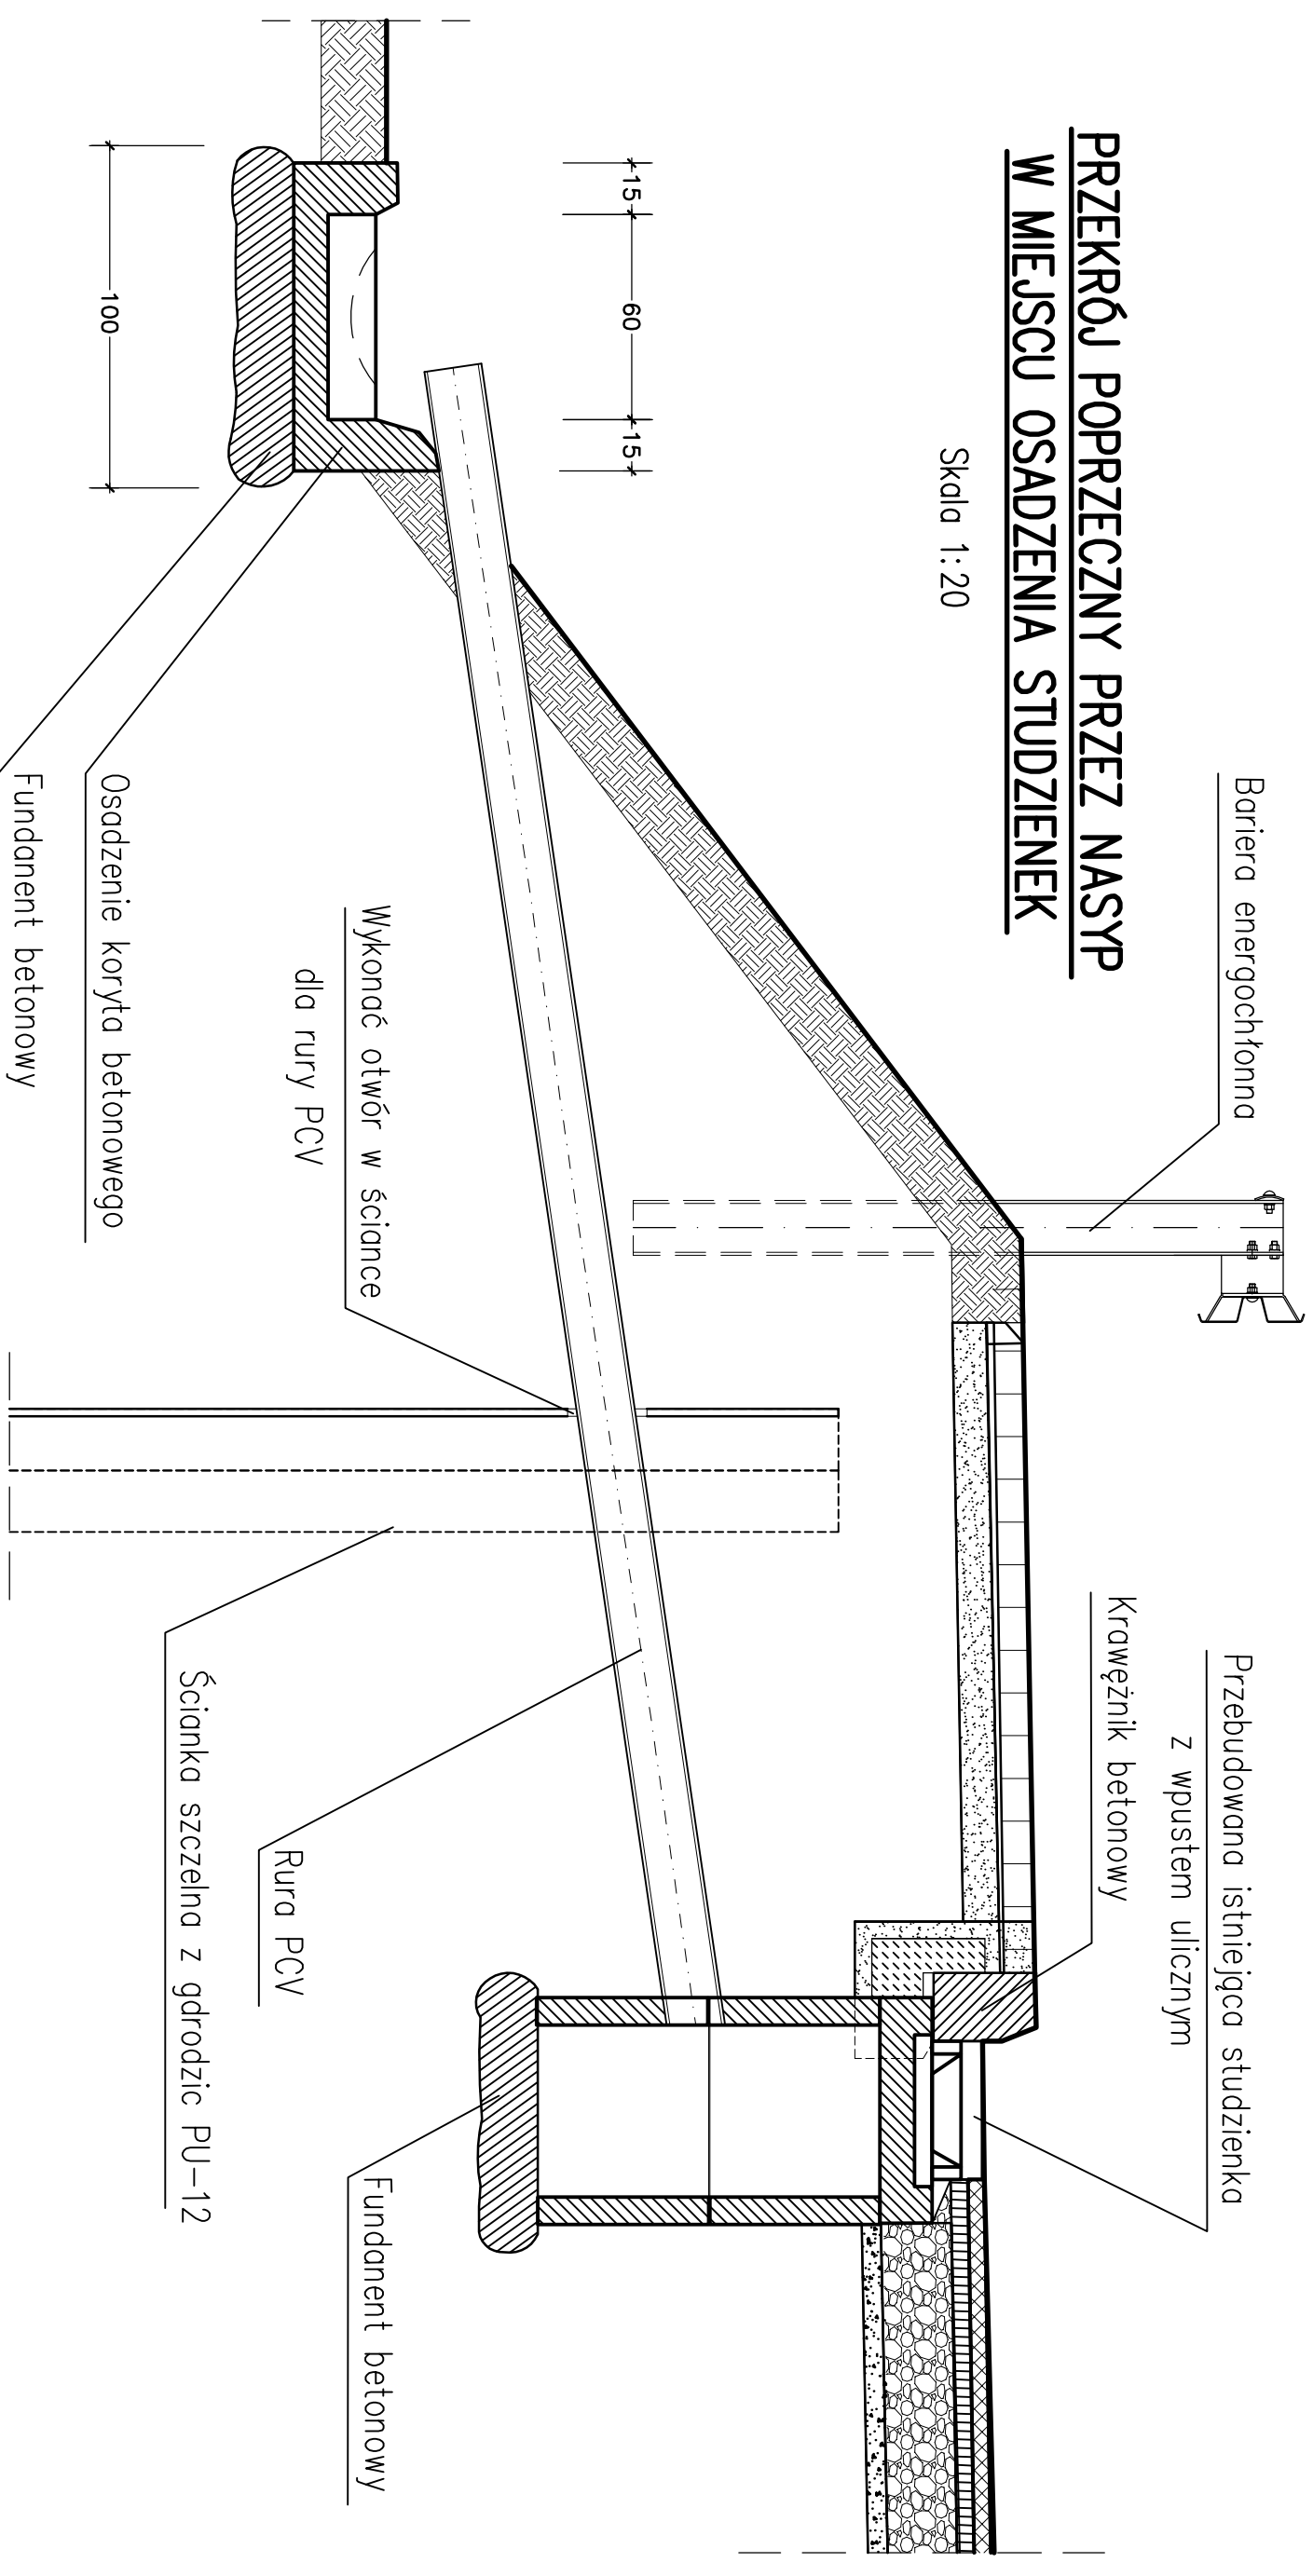 PRZEKRÓJ POPRZECZNY PRZEZ NASYP
W MIEJSCU OSADZENIA STUDZIENEK
Skala 1:20
Bariera energochłonna
Przebudowana istniejąca studzienka
z wpustem ulicznym
Krawężnik betonowy
15
60
15
100
Wykonać otwór w ściance
dla rury PCV
Osadzenie koryta betonowego
Fundanent betonowy
Fundanent betonowy
Rura PCV
Ścianka szczelna z gdrodzic PU-12